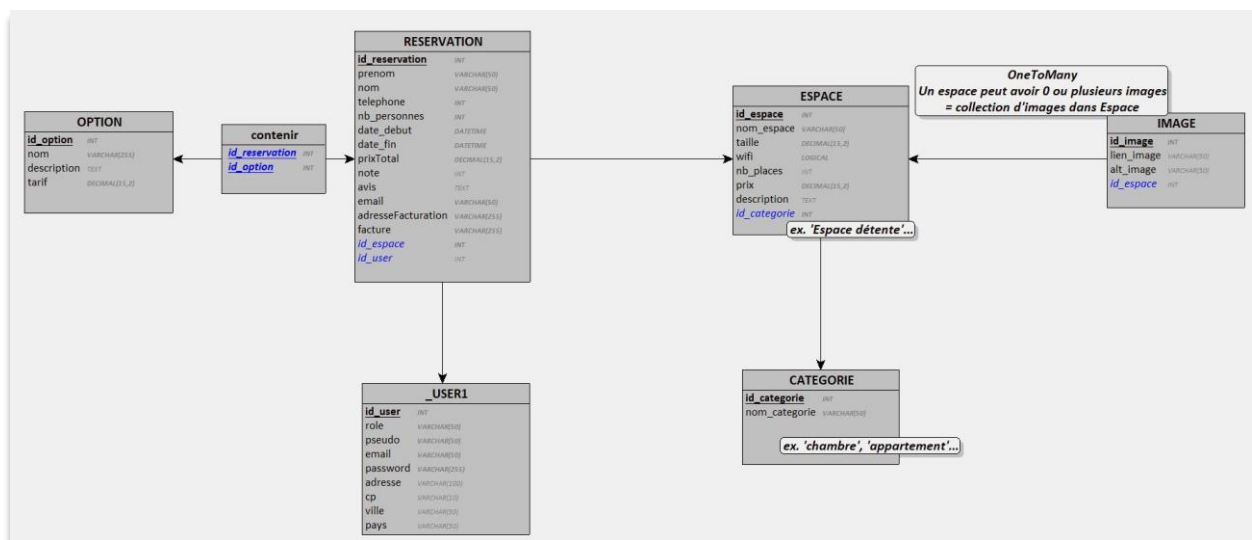 OPTION
id_option INT
nom VARCHAR(255)
description TEXT
tarif DECIMAL(15,2)
contenir
id_reservation INT
id_option INT
RESERVATION
id_reservation INT
prenom VARCHAR(50)
nom VARCHAR(50)
telephone INT
nb_personnes INT
date_debut DATETIME
date_fin DATETIME
prixTotal DECIMAL(15,2)
note INT
avis TEXT
email VARCHAR(50)
adresseFacturation VARCHAR(255)
facture VARCHAR(255)
id_espace INT
id_user INT
_USER1
id_user INT
role VARCHAR(50)
pseudo VARCHAR(50)
email VARCHAR(50)
password VARCHAR(255)
adresse VARCHAR(100)
cp VARCHAR(10)
ville VARCHAR(50)
pays VARCHAR(50)
ESPACE
id_espace INT
nom_espace VARCHAR(50)
taille DECIMAL(15,2)
wifi LOGICAL
nb_places INT
prix DECIMAL(15,2)
description TEXT
id_categorie INT
ex. 'Espace détente'...
CATEGORIE
id_categorie INT
nom_categorie VARCHAR(50)
ex. 'chambre', 'appartement'...
OneToMany
Un espace peut avoir 0 ou plusieurs images
= collection d'images dans Espace
IMAGE
id_image INT
lien_image VARCHAR(50)
alt_image VARCHAR(50)
id_espace INT